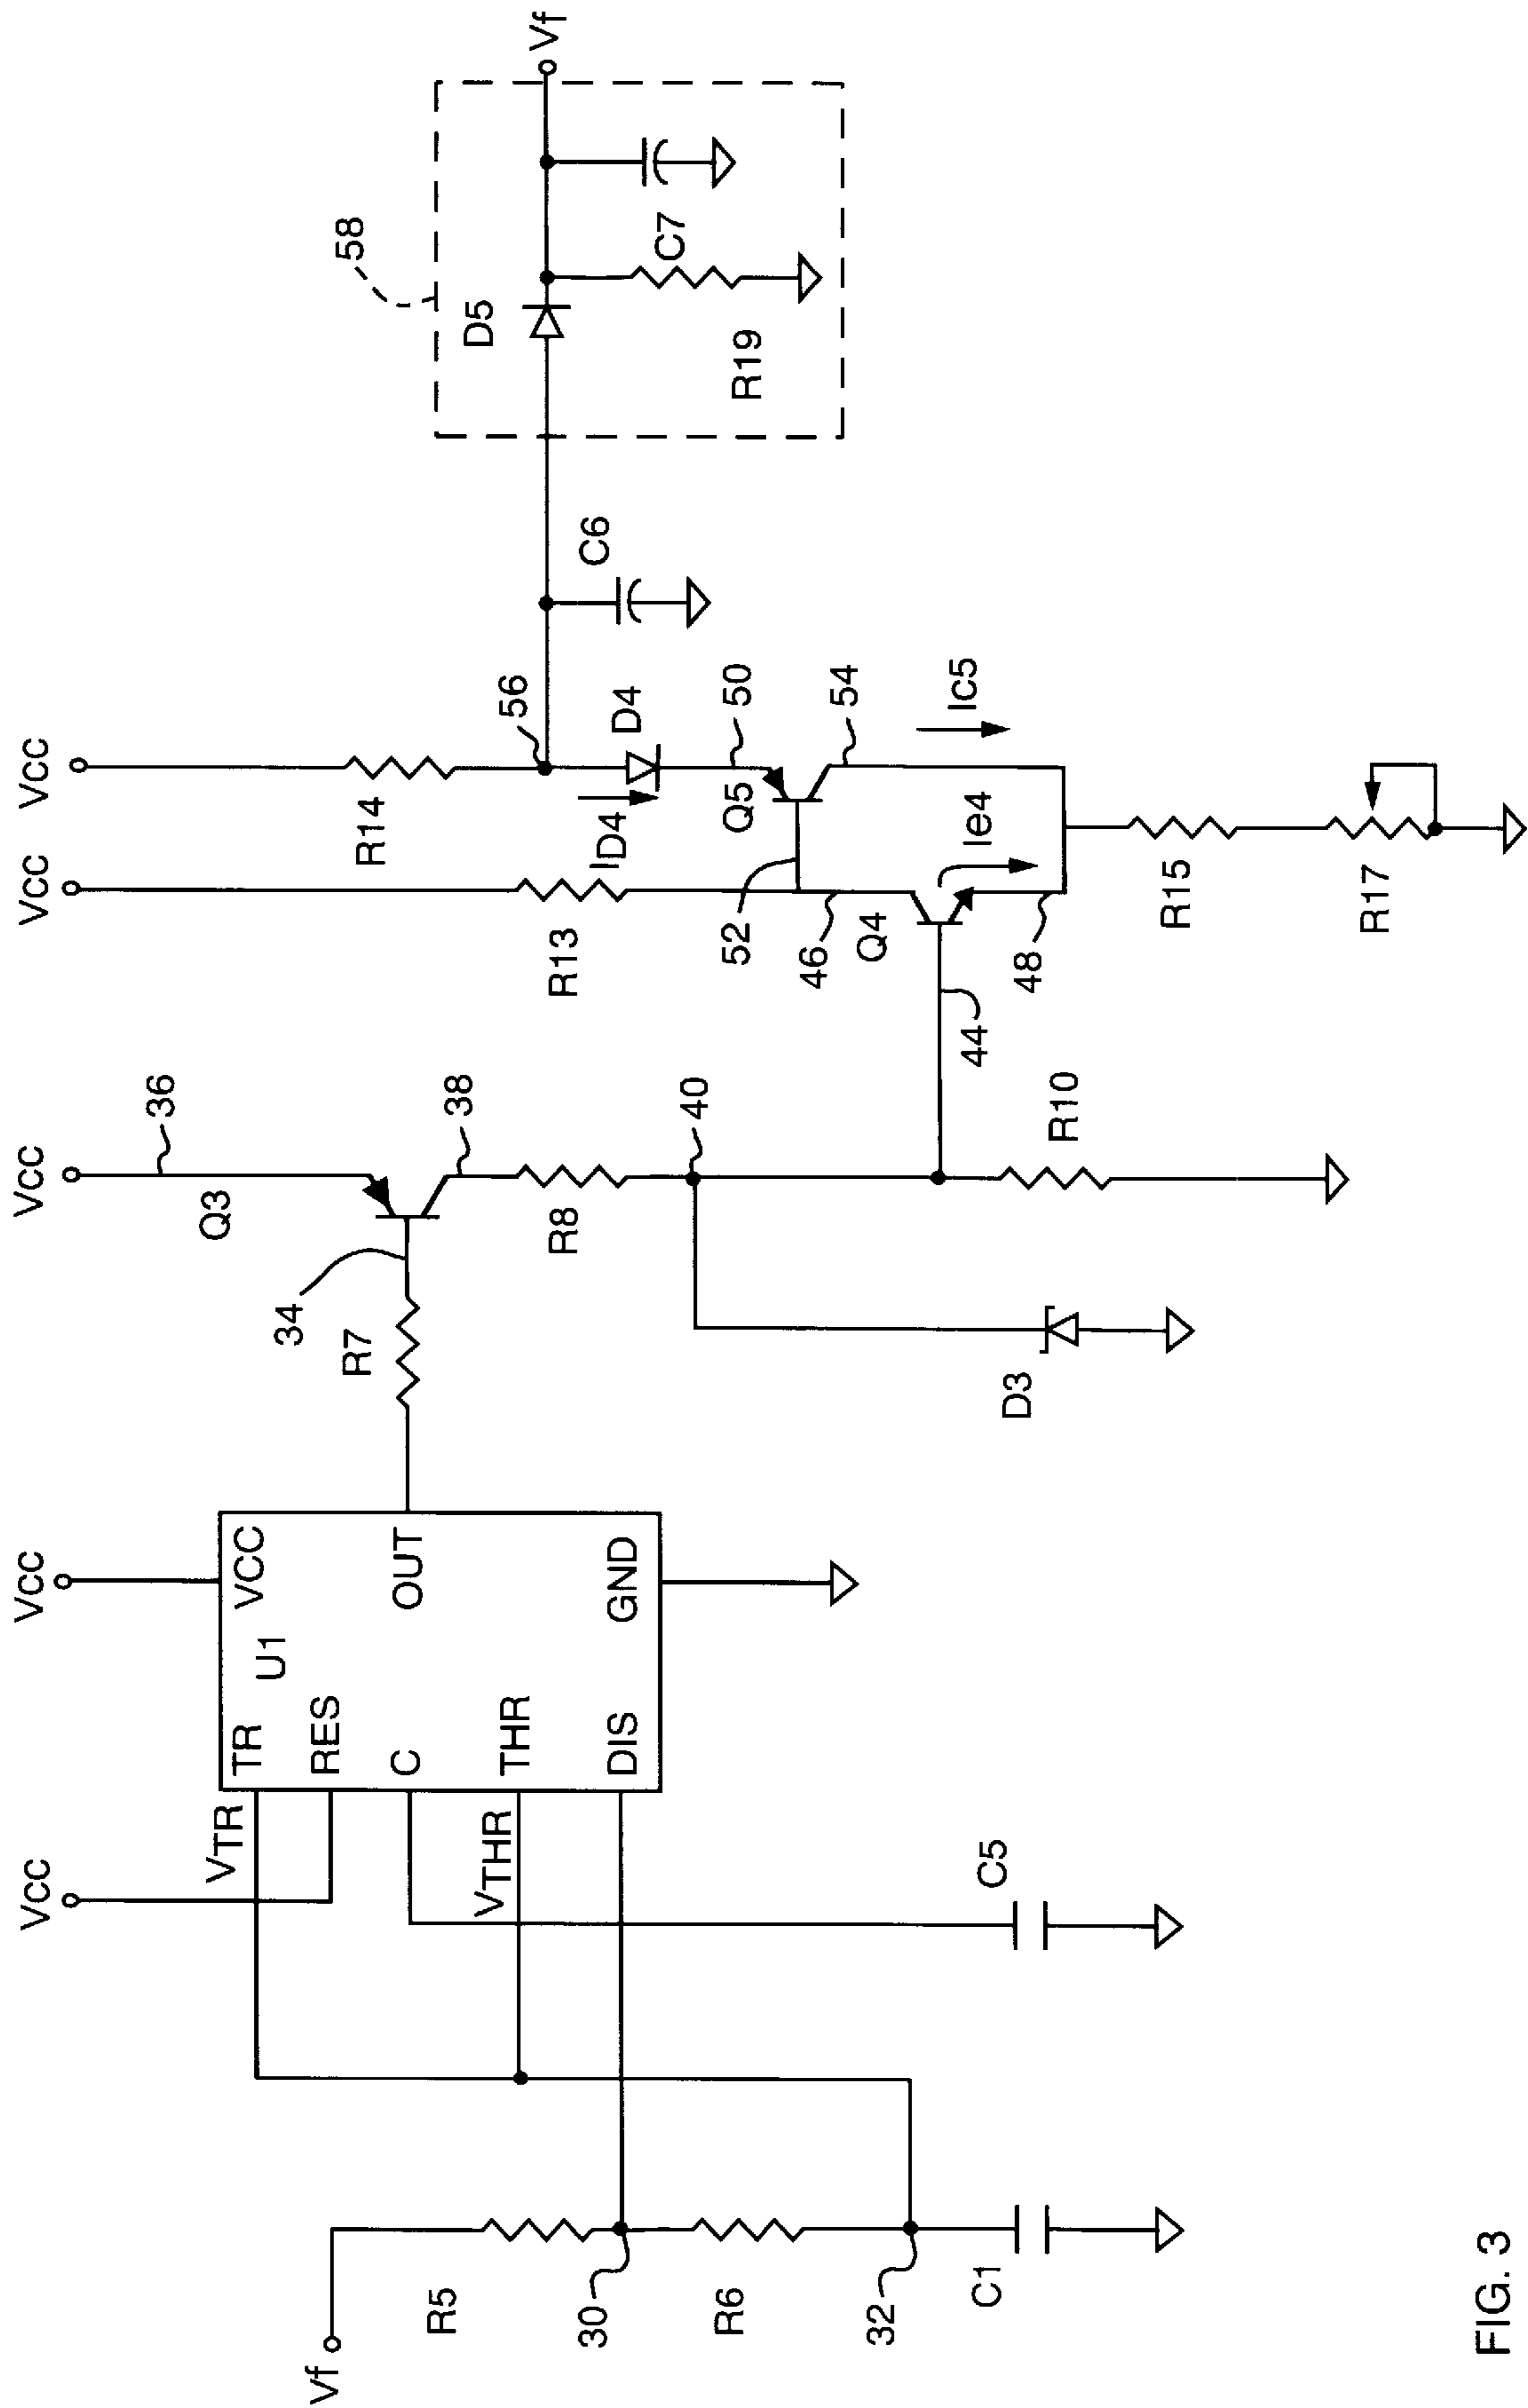 Vcc
Vcc
Vcc
Vcc
Vcc
Vf
R5
30
R6
32
C1
VTR
VTHR
C5
TR
RES
C
THR
DIS
U1
VCC
OUT
GND
R7
34
Q3
36
38
R8
40
D3
R10
44
R13
52
46
Q4
48
R14
ID4
56
D4
Q5
50
54
Ie4
Ic5
R15
R17
C6
58
D5
R19
C7
Vf
FIG. 3